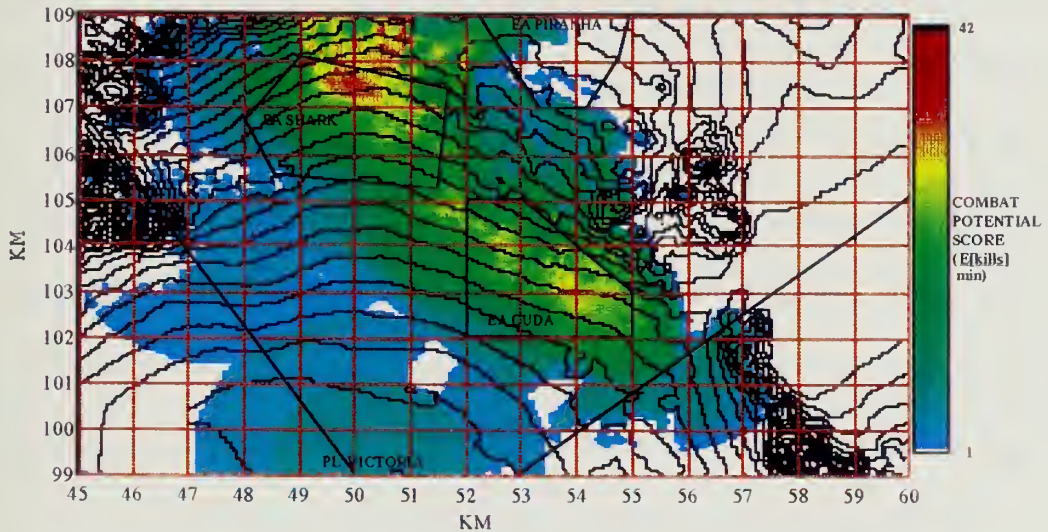 109
108
107
106
105
104
103
102
101
100
99
KM
45 46 47 48 49 50 51 52 53 54 55 56 57 58 59 60
KM
EA PIRANHA
EA SHARK
EA CUDA
PL VICTORIA
42
COMBAT
POTENTIAL
SCORE
(E[kills]
min)
1